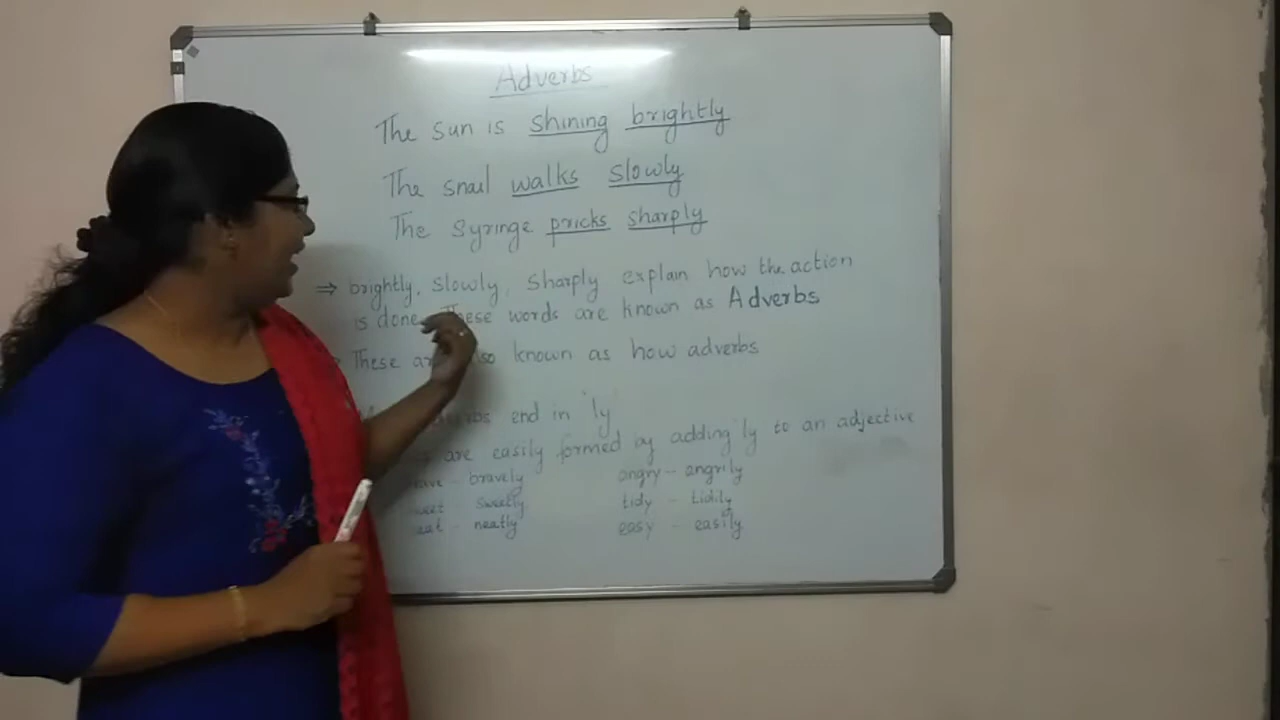 Adverbs
The sun is shining brightly
The snail walks slowly
The Syringe pricks sharply
⇒ brightly, slowly, Sharply explain how the action
is done. These words are known as Adverbs
These are also known as how adverbs
end in 'ly'
are easily formed by adding 'ly to an adjective
- bravely angry - angrily
sweetly tidy - tidily
- neatly easy - easily